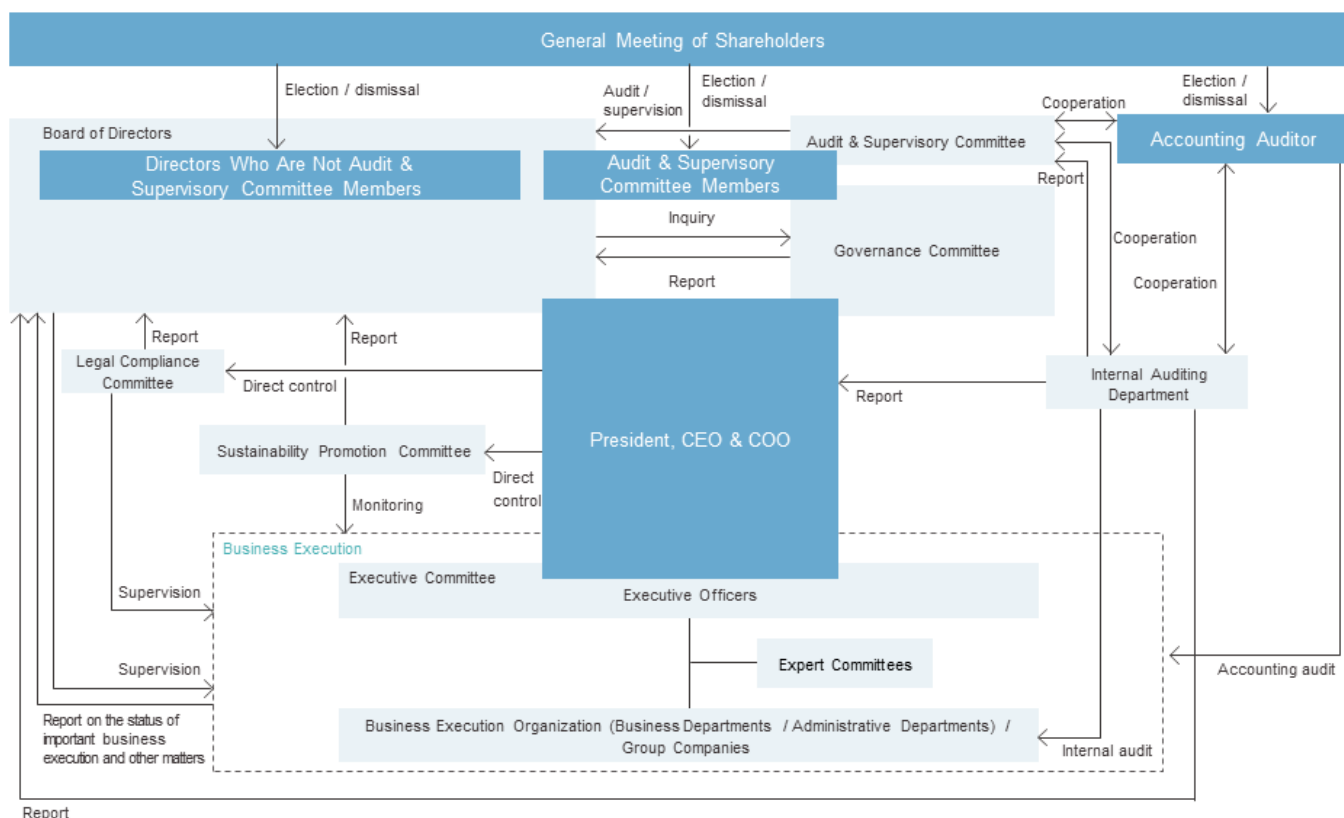 General Meeting of Shareholders
Election / dismissal
Audit /
supervision
Election /
dismissal
Election /
dismissal
Cooperation
Board of Directors
Audit & Supervisory Committee
Accounting Auditor
Directors Who Are Not Audit &
Supervisory Committee Members
Audit & Supervisory
Committee Members
Report
Inquiry
Governance Committee
Cooperation
Report
Cooperation
Report
Report
Legal Compliance
Committee
Direct control
Report
Internal Auditing
Department
President, CEO & COO
Sustainability Promotion Committee
Direct
control
Monitoring
Business Execution
Executive Committee
Executive Officers
Supervision
Expert Committees
Supervision
Accounting audit
Report on the status of
important business
execution and other matters
Business Execution Organization (Business Departments / Administrative Departments) /
Group Companies
Internal audit
Report